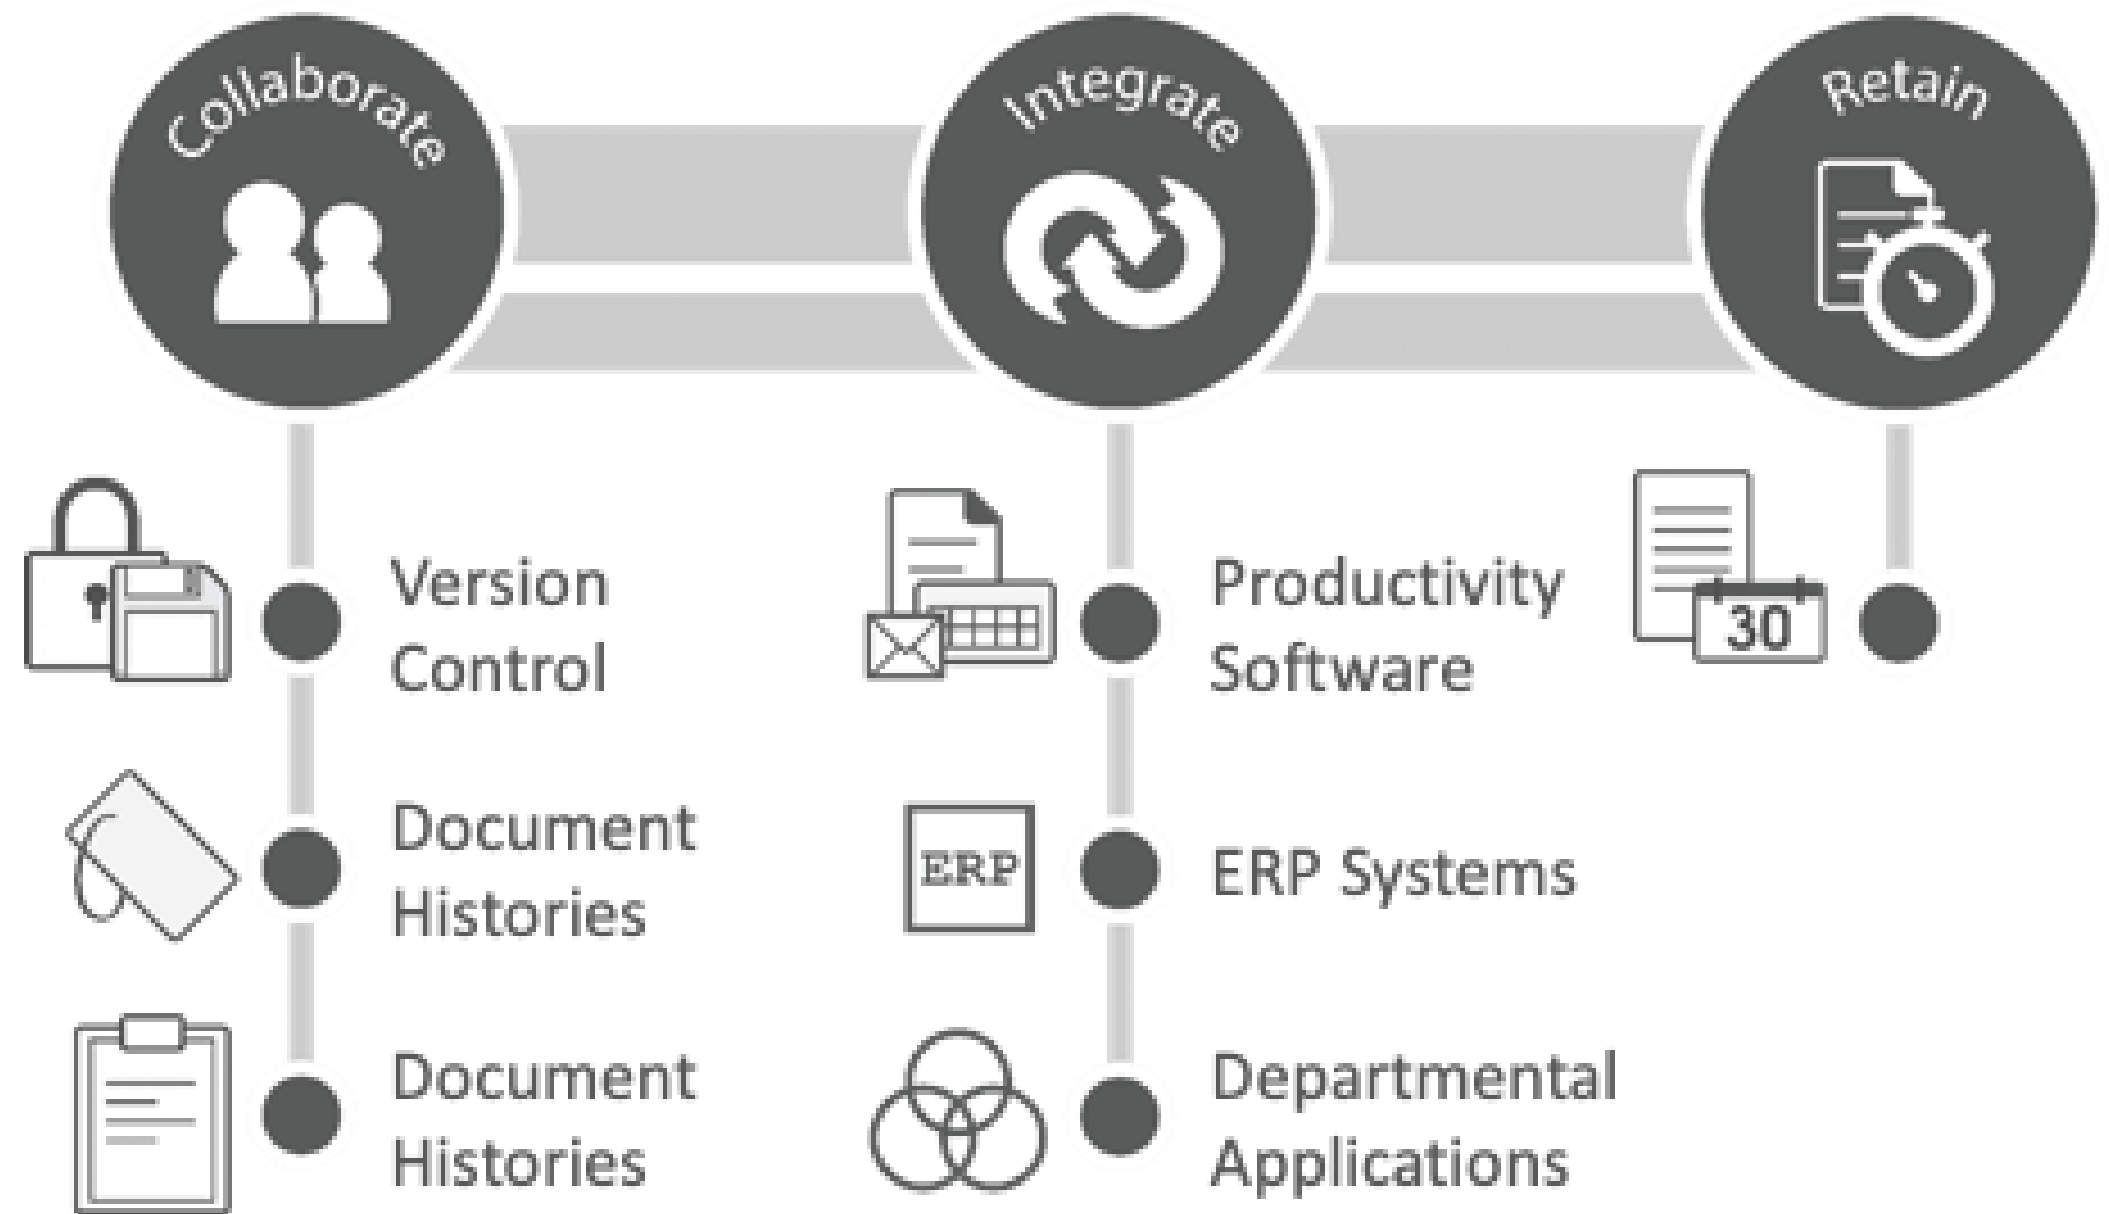 Collaborate
Integrate
Retain
Version
Control
Document
Histories
Document
Histories
Productivity
Software
ERP
ERP Systems
Departmental
Applications
30